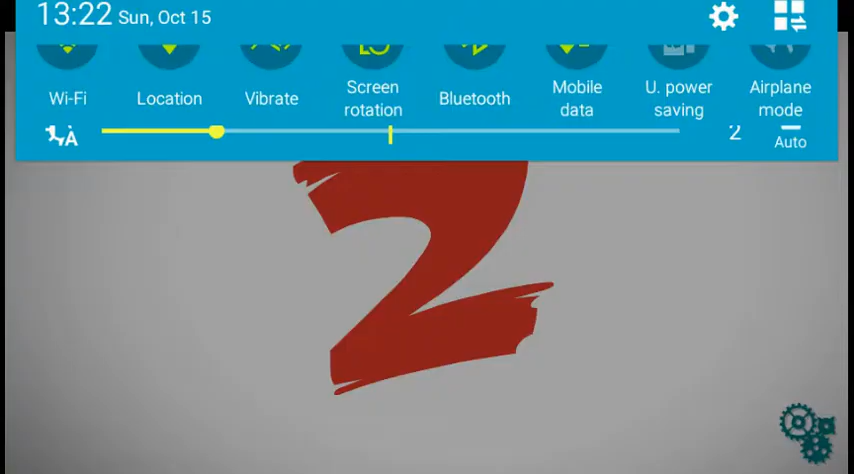 13:22 Sun, Oct 15
Wi-Fi
Location
Vibrate
Screen
rotation
Bluetooth
Mobile
data
U. power
saving
Airplane
mode
A
2
Auto
2